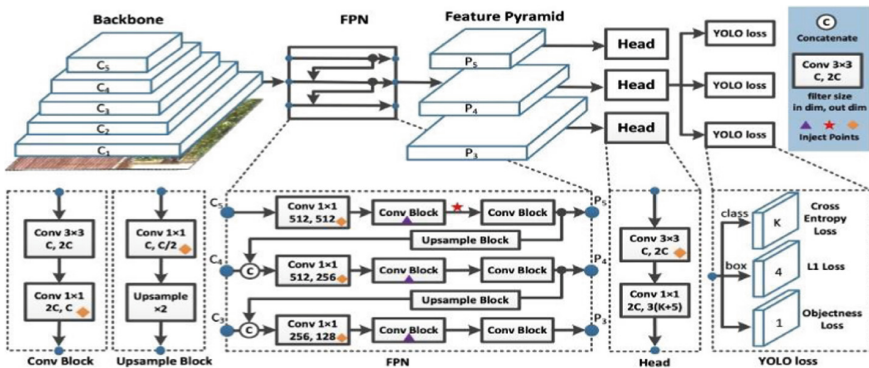 Backbone
FPN
Feature Pyramid
C5
C4
C3
C2
C1
P5
P4
P3
Head
Head
Head
YOLO loss
YOLO loss
YOLO loss
C
Concatenate
Conv 3×3
C, 2C
filter size
in dim, out dim
Inject Points
Conv 3×3
C, 2C
Conv 1×1
2C, C
Conv Block
Conv 1×1
C, C/2
Upsample
×2
Upsample Block
C5
Conv 1×1
512, 512
Conv Block
Conv Block
P5
Upsample Block
C4
C
Conv 1×1
512, 256
Conv Block
Conv Block
P4
Upsample Block
C3
C
Conv 1×1
256, 128
Conv Block
Conv Block
P3
FPN
Conv 3×3
C, 2C
Conv 1×1
2C, 3(K+5)
Head
class
K
Cross
Entropy
Loss
box
4
L1 Loss
1
Objectness
Loss
YOLO loss